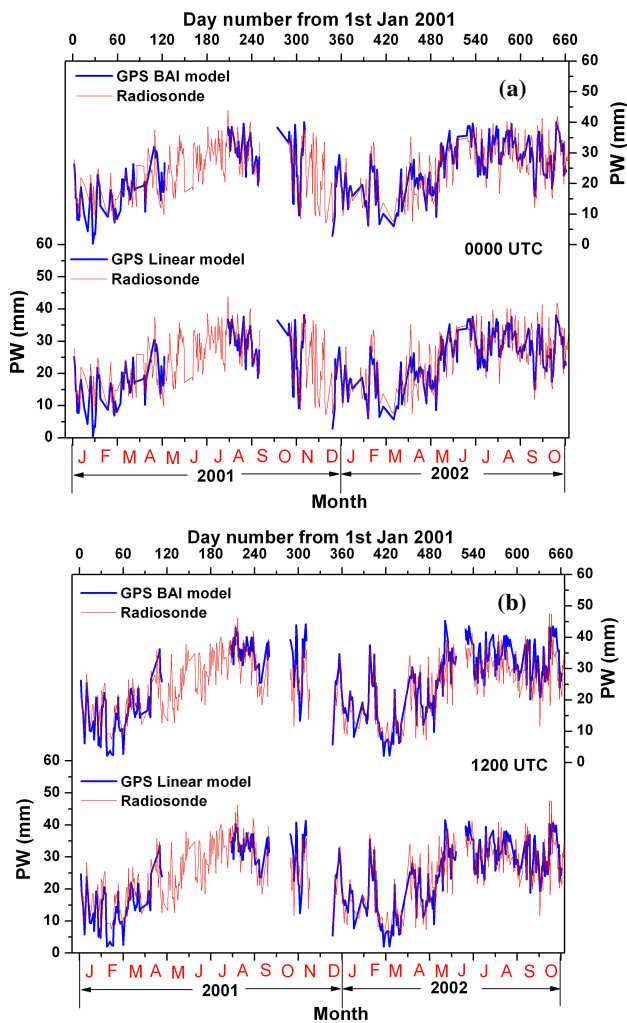 Day number from 1st Jan 2001
0 60 120 180 240 300 360 420 480 540 600 660
GPS BAI model
Radiosonde
(a)
60
50
40
30
20
10
0
PW (mm)
0000 UTC
60
50
40
30
20
10
0
PW (mm)
GPS Linear model
Radiosonde
J F M A M J J A S O N D J F M A M J J A S O
2001 2002
Month
Day number from 1st Jan 2001
0 60 120 180 240 300 360 420 480 540 600 660
GPS BAI model
Radiosonde
(b)
60
50
40
30
20
10
0
PW (mm)
1200 UTC
60
50
40
30
20
10
0
PW (mm)
GPS Linear model
Radiosonde
J F M A M J J A S O N D J F M A M J J A S O
2001 2002
Month